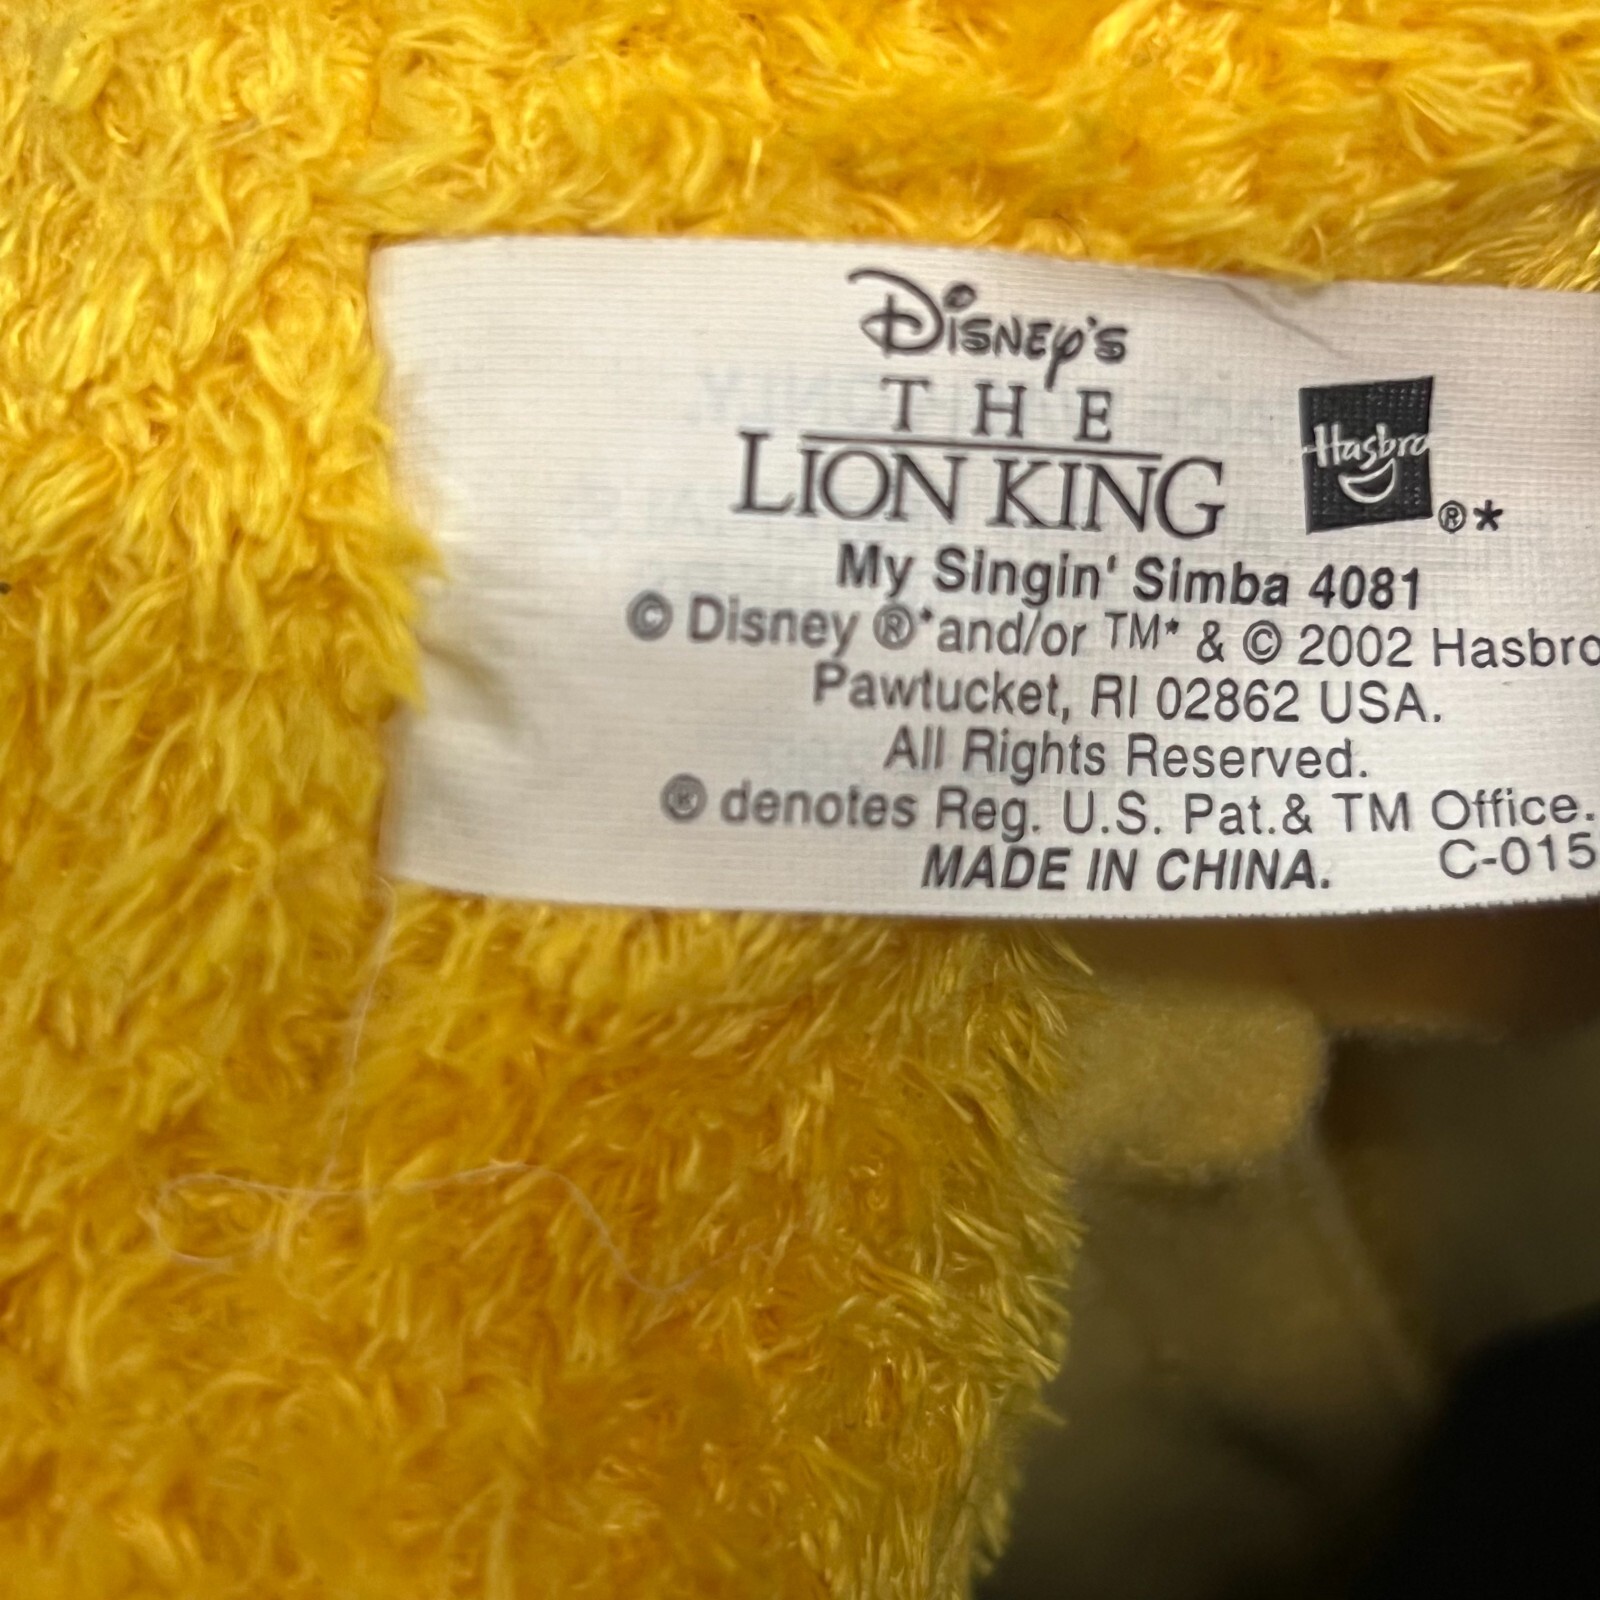 Disney's
THE
LION KING
Hasbro
®*
My Singin' Simba 4081
© Disney ®*and/or TM* & © 2002 Hasbro
Pawtucket, RI 02862 USA.
All Rights Reserved.
® denotes Reg. U.S. Pat.& TM Office.
MADE IN CHINA. C-015